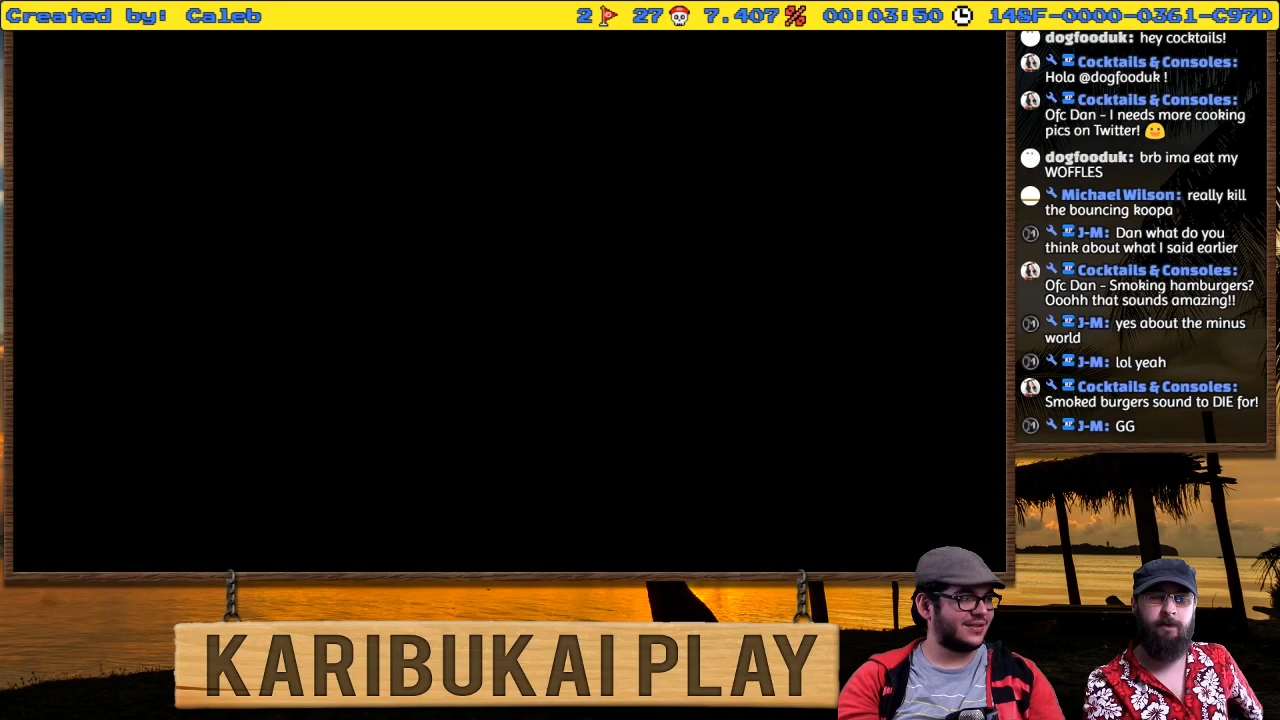 Created by: Caleb 2 27 7.407% 00:03:50 148F-0000-0361-C97D
dogfooduk: hey cocktails!
Cocktails & Consoles:
Hola @dogfooduk !
Cocktails & Consoles:
Ofc Dan - I needs more cooking
pics on Twitter!
dogfooduk: brb ima eat my
WOFFLES
Michael Wilson: really kill
the bouncing koopa
J-M: Dan what do you
think about what I said earlier
Cocktails & Consoles:
Ofc Dan - Smoking hamburgers?
Ooohh that sounds amazing!!
J-M: yes about the minus
world
J-M: lol yeah
Cocktails & Consoles:
Smoked burgers sound to DIE for!
J-M: GG
KARIBUKAI PLAY